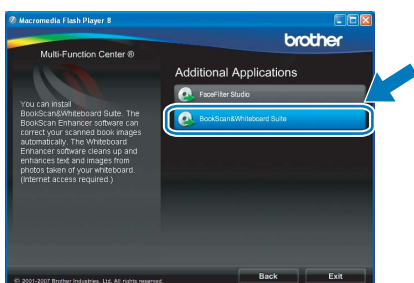 Macromedia Flash Player 8
brother
Multi-Function Center ®
Additional Applications
FaceFilter Studio
BookScan&Whiteboard Suite
You can install
BookScan&Whiteboard Suite. The
BookScan Enhancer software can
correct your scanned book images
automatically. The Whiteboard
Enhancer software cleans up and
enhances text and images from
photos taken of your whiteboard.
(Internet access required.)
© 2001-2007 Brother Industries, Ltd. All rights reserved.
Back
Exit